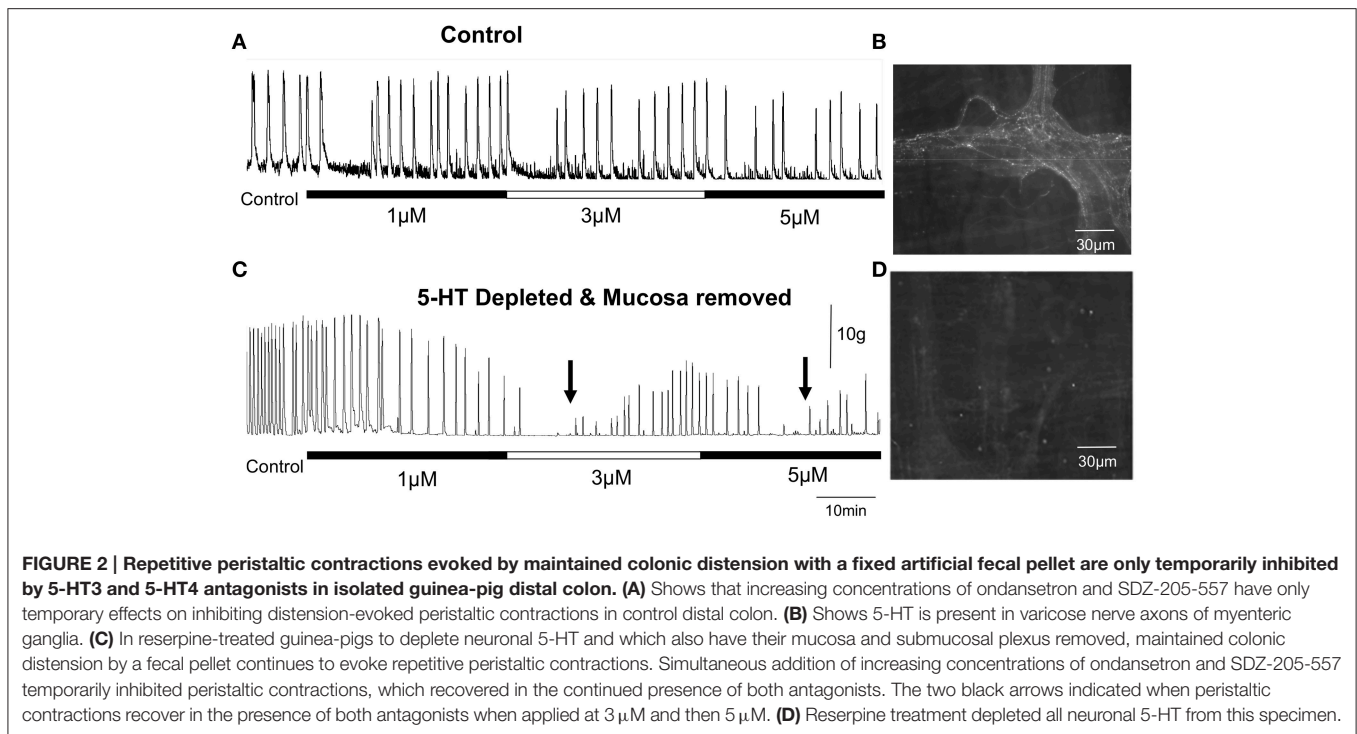 A
Control
B
Control
1µM
3µM
5µM
30µm
C
5-HT Depleted & Mucosa removed
10g
D
Control
1µM
3µM
5µM
10min
30µm
FIGURE 2 | Repetitive peristaltic contractions evoked by maintained colonic distension with a fixed artificial fecal pellet are only temporarily inhibited
by 5-HT3 and 5-HT4 antagonists in isolated guinea-pig distal colon. (A) Shows that increasing concentrations of ondansetron and SDZ-205-557 have only
temporary effects on inhibiting distension-evoked peristaltic contractions in control distal colon. (B) Shows 5-HT is present in varicose nerve axons of myenteric
ganglia. (C) In reserpine-treated guinea-pigs to deplete neuronal 5-HT and which also have their mucosa and submucosal plexus removed, maintained colonic
distension by a fecal pellet continues to evoke repetitive peristaltic contractions. Simultaneous addition of increasing concentrations of ondansetron and SDZ-205-557
temporarily inhibited peristaltic contractions, which recovered in the continued presence of both antagonists. The two black arrows indicated when peristaltic
contractions recover in the presence of both antagonists when applied at 3 µM and then 5 µM. (D) Reserpine treatment depleted all neuronal 5-HT from this specimen.